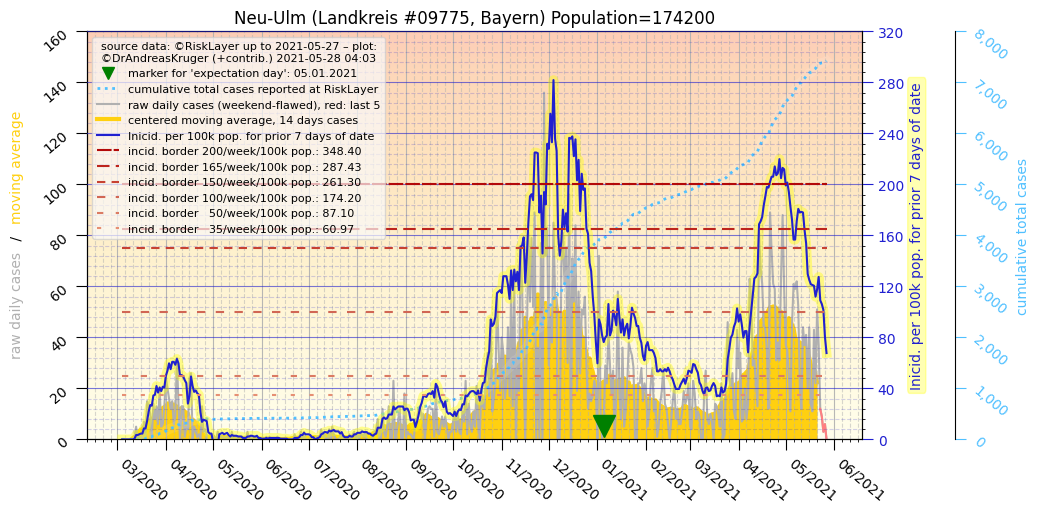 Neu-Ulm (Landkreis #09775, Bayern) Population=174200
source data: ©RiskLayer up to 2021-05-27 – plot:
©DrAndreasKruger (+contrib.) 2021-05-28 04:03
marker for 'expectation day': 05.01.2021
cumulative total cases reported at RiskLayer
raw daily cases (weekend-flawed), red: last 5
centered moving average, 14 days cases
Inicid. per 100k pop. for prior 7 days of date
incid. border 200/week/100k pop.: 348.40
incid. border 165/week/100k pop.: 287.43
incid. border 150/week/100k pop.: 261.30
incid. border 100/week/100k pop.: 174.20
incid. border   50/week/100k pop.: 87.10
incid. border   35/week/100k pop.: 60.97
raw daily cases / moving average
160
140
120
100
80
60
40
20
0
320
280
240
200
160
120
80
40
0
Inicid. per 100k pop. for prior 7 days of date
8,000
7,000
6,000
5,000
4,000
3,000
2,000
1,000
0
cumulative total cases
03/2020
04/2020
05/2020
06/2020
07/2020
08/2020
09/2020
10/2020
11/2020
12/2020
01/2021
02/2021
03/2021
04/2021
05/2021
06/2021